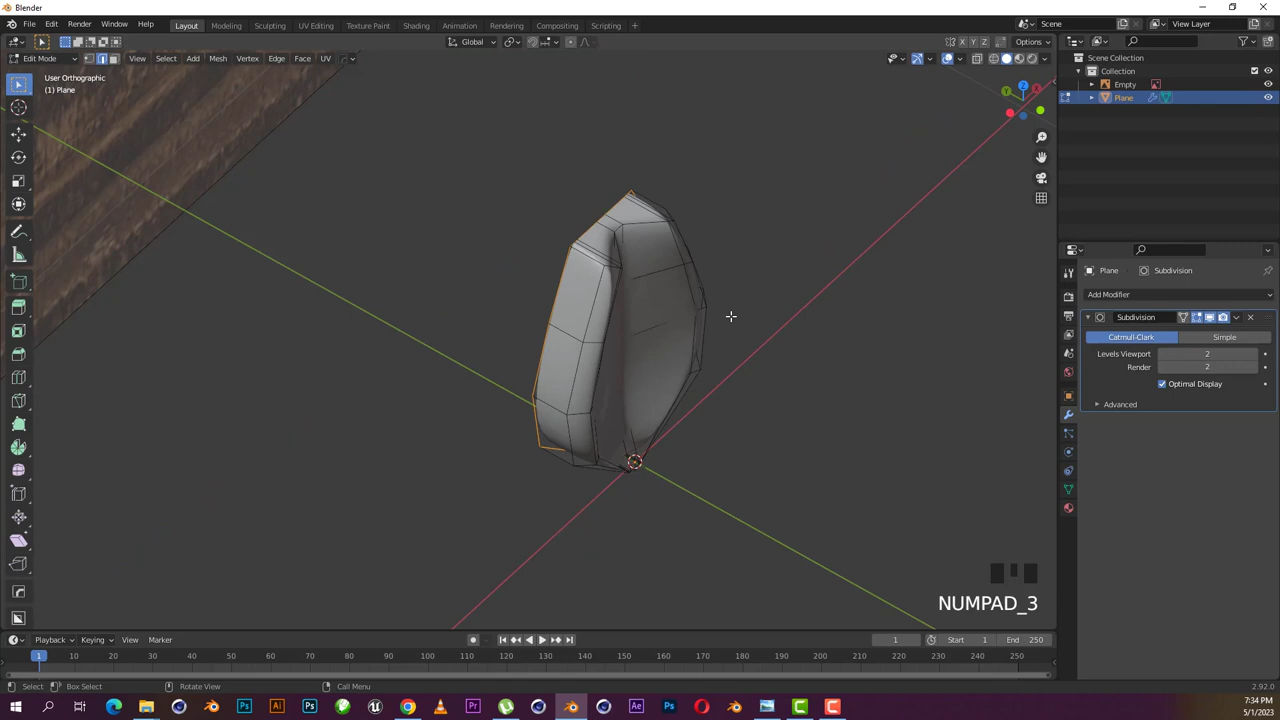 Blender
File Edit Render Window Help
Layout Modeling Sculpting UV Editing Texture Paint Shading Animation Rendering Compositing Scripting
Scene
View Layer
Global
Options
Edit Mode
View Select Add Mesh Vertex Edge Face UV
X Y Z
User Orthographic
(1) Plane
Scene Collection
Collection
Empty
Plane
Plane
Subdivision
Add Modifier
Subdivision
Catmull-Clark
Simple
Levels Viewport 2
Render 2
Optimal Display
Advanced
NUMPAD_3
Playback
Keying
View
Marker
1
Start 1
End 250
1 10 20 30 40 50 60 70 80 90 100 110 120 130 140 150 160 170 180 190 200 210 220 230 240 250
Select
Box Select
Rotate View
Call Menu
2.92.0
7:34 PM
5/1/2023